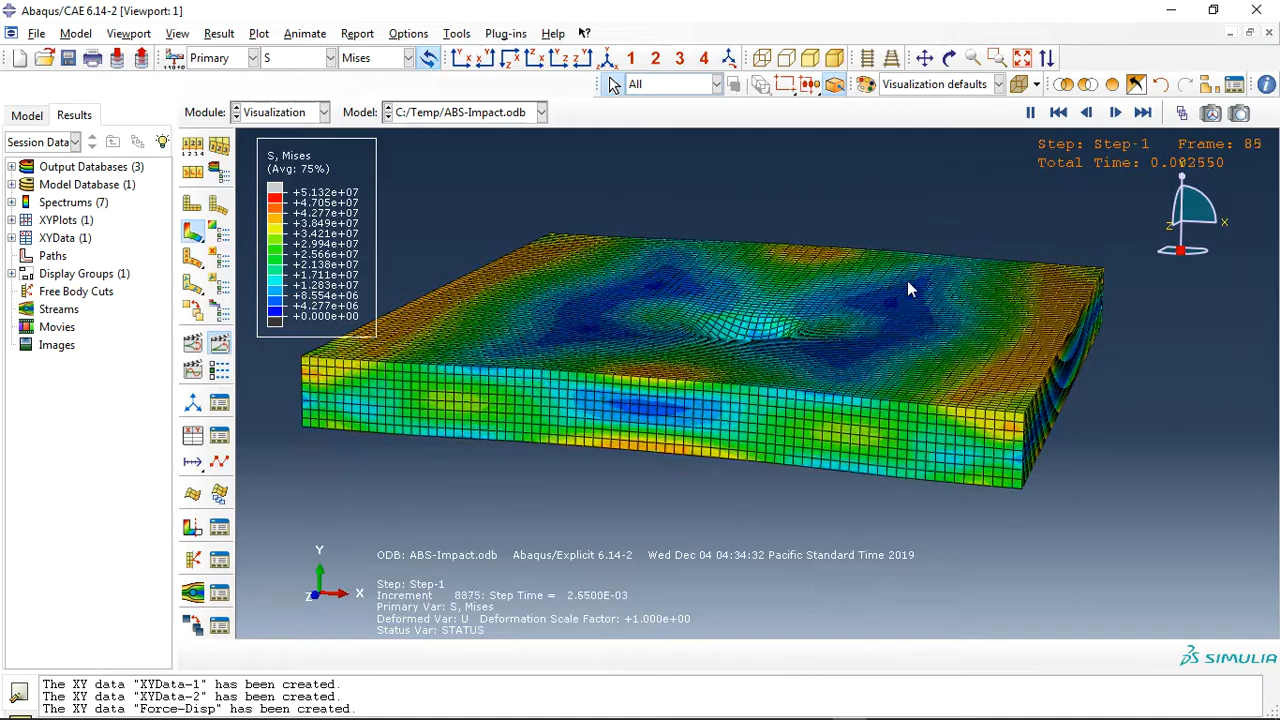 Abaqus/CAE 6.14-2 [Viewport: 1]
File Model Viewport View Result Plot Animate Report Options Tools Plug-ins Help
Primary S Mises 1 2 3 4
All Visualization defaults
Model Results Module: Visualization Model: C:/Temp/ABS-Impact.odb
Session Data
Output Databases (3)
Model Database (1)
Spectrums (7)
XYPlots (1)
XYData (1)
Paths
Display Groups (1)
Free Body Cuts
Streams
Movies
Images
S, Mises
(Avg: 75%)
+5.132e+07
+4.705e+07
+4.277e+07
+3.849e+07
+3.421e+07
+2.994e+07
+2.566e+07
+2.138e+07
+1.711e+07
+1.283e+07
+8.554e+06
+4.277e+06
+0.000e+00
Step: Step-1 Frame: 85
Total Time: 0.002550
Y
Z X
Y
Z X
ODB: ABS-Impact.odb Abaqus/Explicit 6.14-2 Wed Dec 04 04:34:32 Pacific Standard Time 2019
Step: Step-1
Increment 8875: Step Time = 2.5500E-03
Primary Var: S, Mises
Deformed Var: U Deformation Scale Factor: +1.000e+00
Status Var: STATUS
SIMULIA
The XY data "XYData-1" has been created.
The XY data "XYData-2" has been created.
The XY data "Force-Disp" has been created.